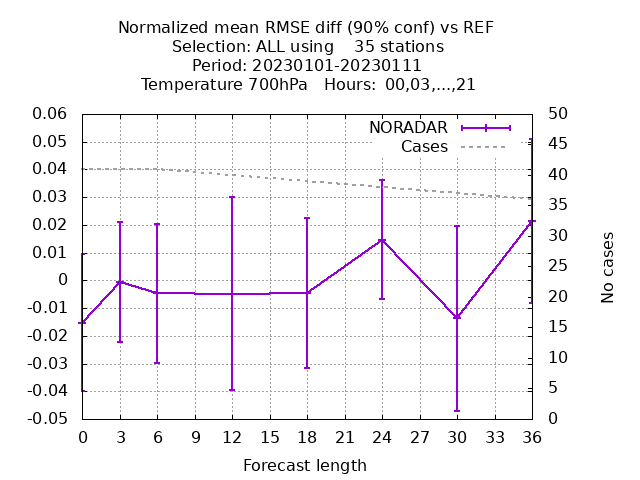 Normalized mean RMSE diff (90% conf) vs REF
Selection: ALL using    35 stations
Period: 20230101-20230111
Temperature 700hPa   Hours: 00,03,...,21
NORADAR
Cases
0.06
0.05
0.04
0.03
0.02
0.01
0
-0.01
-0.02
-0.03
-0.04
-0.05
50
45
40
35
30
25
20
15
10
5
0
No cases
0 3 6 9 12 15 18 21 24 27 30 33 36
Forecast length